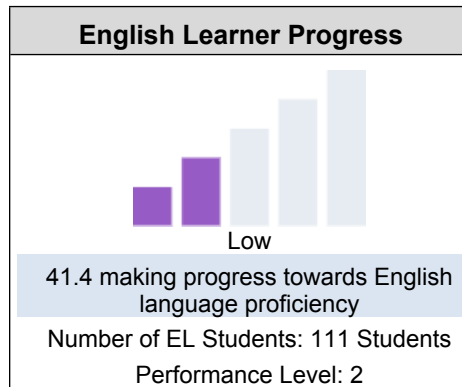 English Learner Progress
Low
41.4 making progress towards English
language proficiency
Number of EL Students: 111 Students
Performance Level: 2